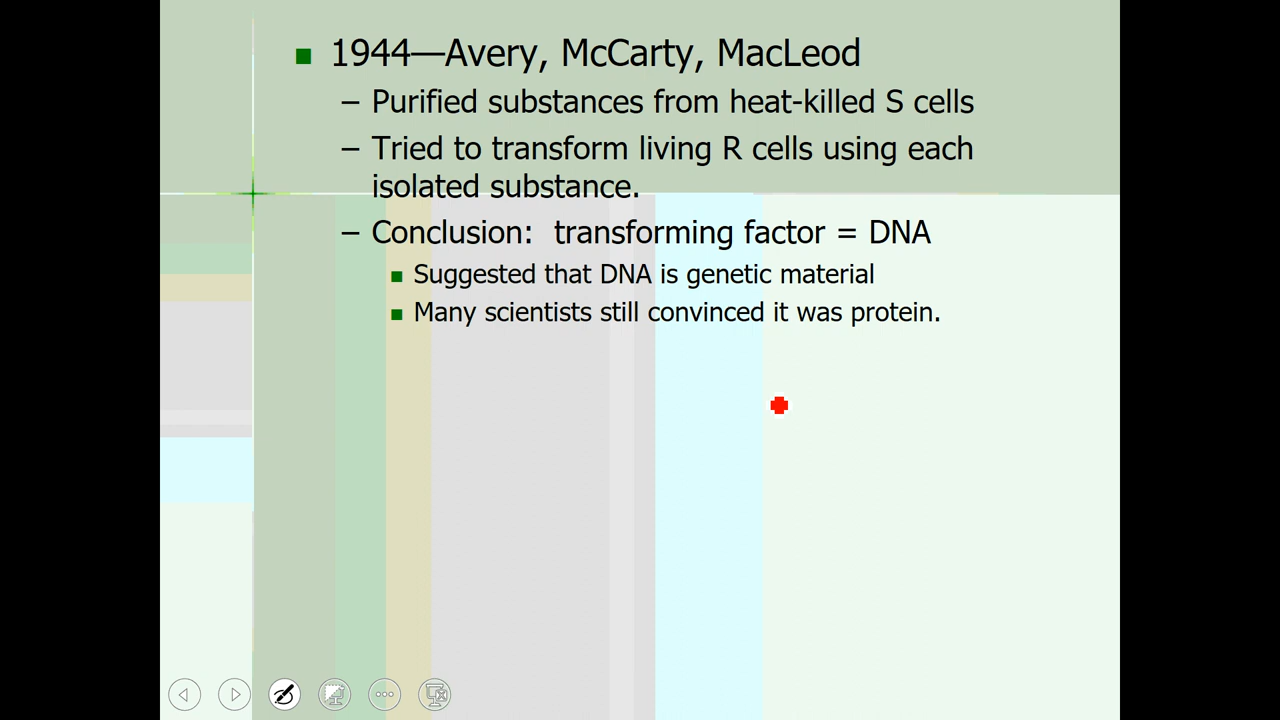 1944—Avery, McCarty, MacLeod
– Purified substances from heat-killed S cells
– Tried to transform living R cells using each
isolated substance.
– Conclusion:  transforming factor = DNA
Suggested that DNA is genetic material
Many scientists still convinced it was protein.